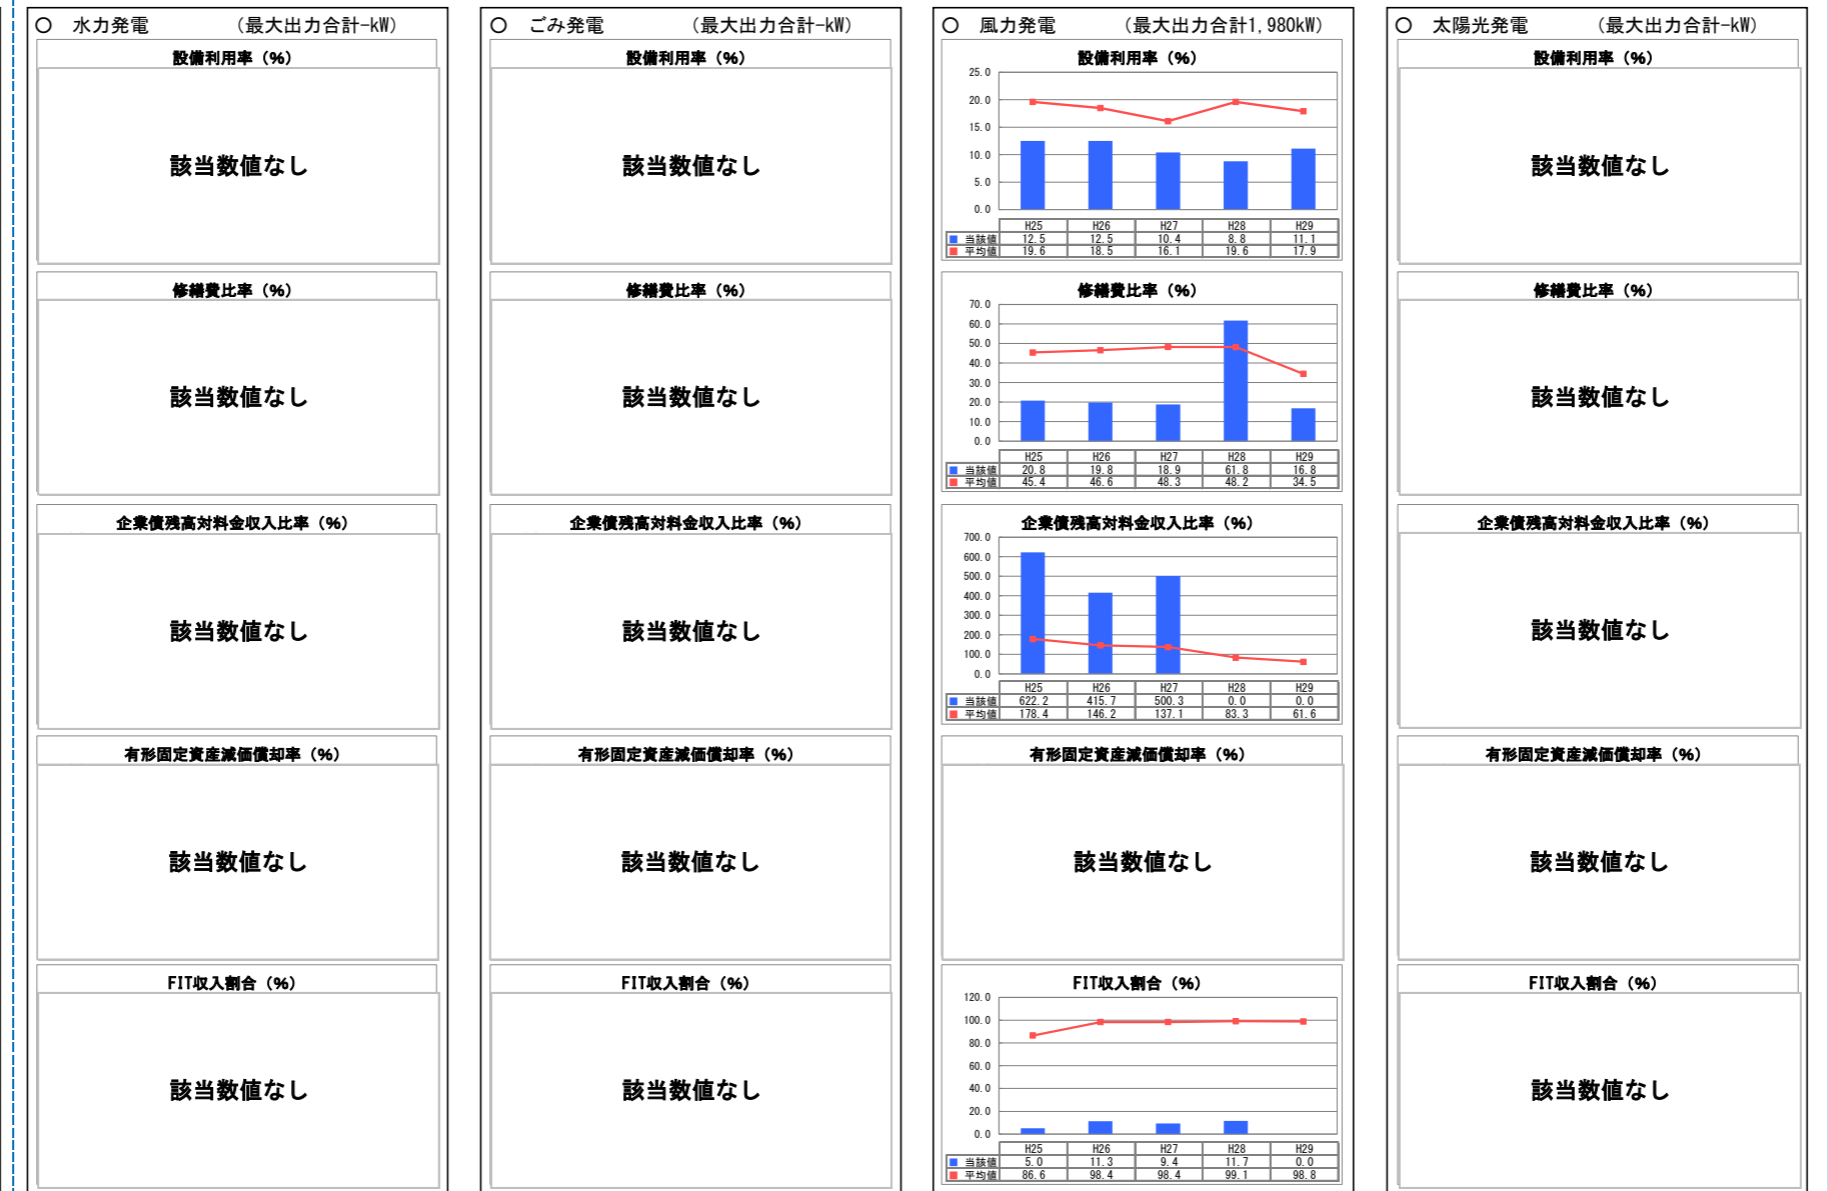 ○ 水力発電 （最大出力合計-kW）
設備利用率（%）
該当数値なし
修繕費比率（%）
該当数値なし
企業債残高対料金収入比率（%）
該当数値なし
有形固定資産減価償却率（%）
該当数値なし
FIT収入割合（%）
該当数値なし
○ ごみ発電 （最大出力合計-kW）
設備利用率（%）
該当数値なし
修繕費比率（%）
該当数値なし
企業債残高対料金収入比率（%）
該当数値なし
有形固定資産減価償却率（%）
該当数値なし
FIT収入割合（%）
該当数値なし
○ 風力発電 （最大出力合計1,980kW）
設備利用率（%）
25.0
20.0
15.0
10.0
5.0
0.0
H25 H26 H27 H28 H29
当該値 12.5 12.5 10.4 8.8 11.1
平均値 19.6 18.5 16.1 19.6 17.9
修繕費比率（%）
70.0
60.0
50.0
40.0
30.0
20.0
10.0
0.0
H25 H26 H27 H28 H29
当該値 20.8 19.8 18.9 61.8 16.8
平均値 45.4 46.6 48.3 48.2 34.5
企業債残高対料金収入比率（%）
700.0
600.0
500.0
400.0
300.0
200.0
100.0
0.0
H25 H26 H27 H28 H29
当該値 622.2 415.7 500.3 0.0 0.0
平均値 178.4 146.2 137.1 83.3 61.6
有形固定資産減価償却率（%）
該当数値なし
FIT収入割合（%）
120.0
100.0
80.0
60.0
40.0
20.0
0.0
H25 H26 H27 H28 H29
当該値 5.0 11.3 9.4 11.7 0.0
平均値 86.6 98.4 98.4 99.1 98.8
○ 太陽光発電 （最大出力合計-kW）
設備利用率（%）
該当数値なし
修繕費比率（%）
該当数値なし
企業債残高対料金収入比率（%）
該当数値なし
有形固定資産減価償却率（%）
該当数値なし
FIT収入割合（%）
該当数値なし